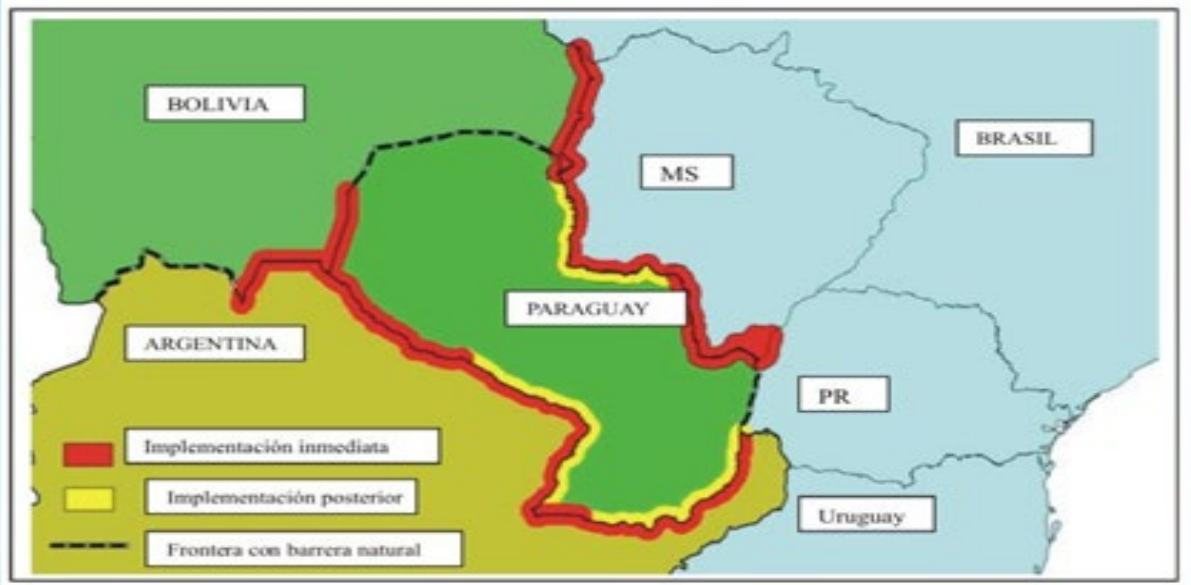 BOLIVIA
BRASIL
MS
PARAGUAY
ARGENTINA
PR
Implementación inmediata
Implementación posterior
Uruguay
Frontera con barrera natural